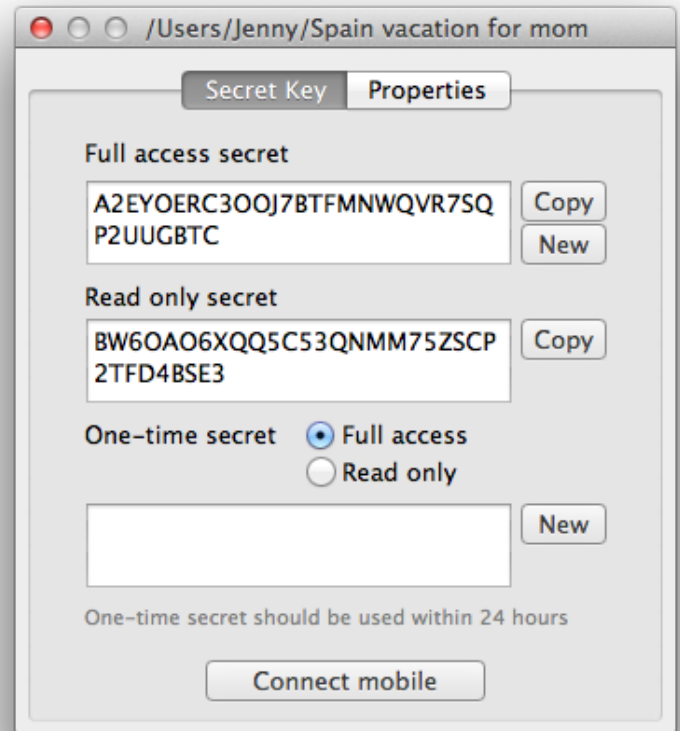 /Users/Jenny/Spain vacation for mom
Secret Key Properties
Full access secret
A2EYOERC3OOJ7BTFMNWQVR7SQ Copy
P2UUGBTC New
Read only secret
BW6OAO6XQQ5C53QNMM75ZSCP Copy
2TFD4BSE3
One-time secret Full access
Read only
New
One-time secret should be used within 24 hours
Connect mobile